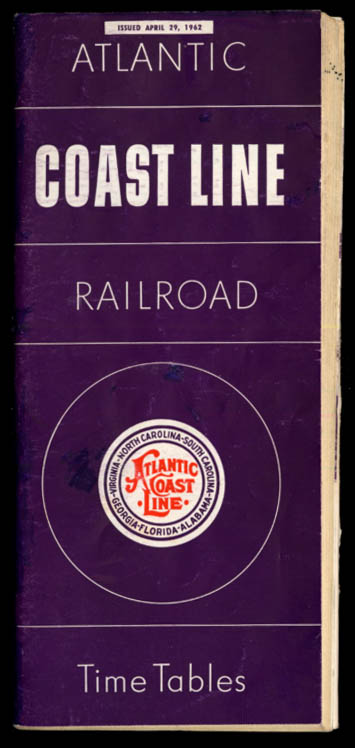 ISSUED APRIL 29, 1962
ATLANTIC
COAST LINE
RAILROAD
VIRGINIA-NORTH CAROLINA-SOUTH CAROLINA-
GEORGIA-FLORIDA-ALABAMA-
ATLANTIC
COAST
LINE
Time Tables